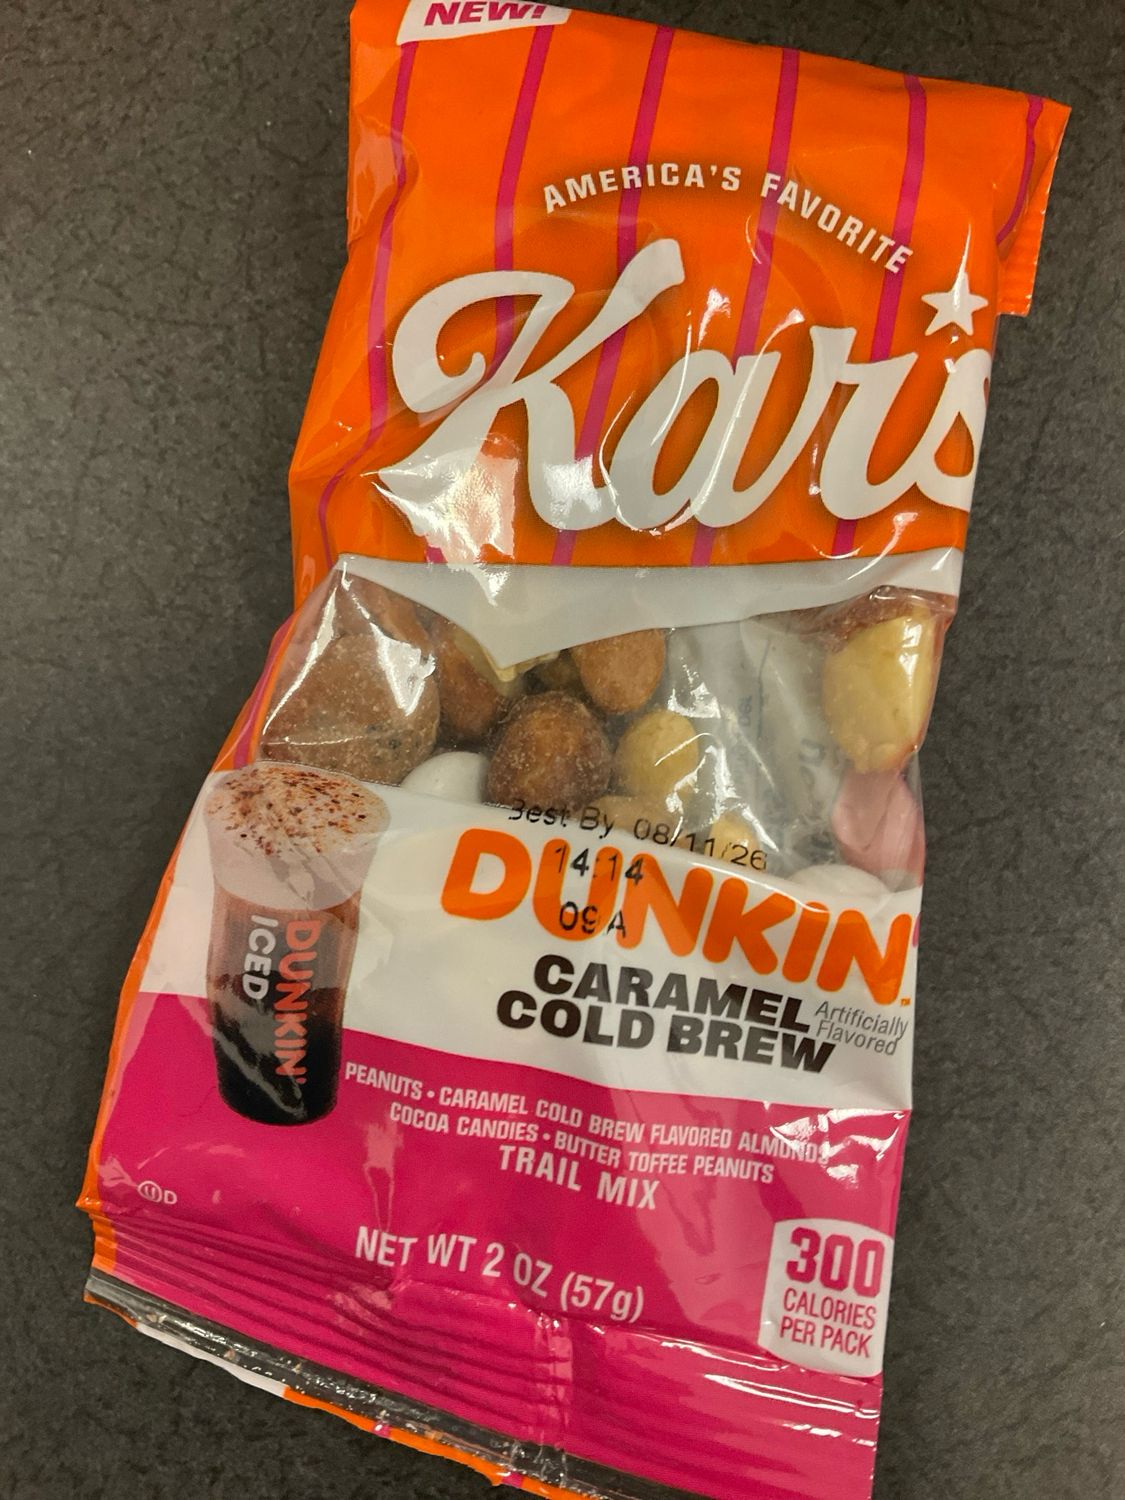 NEW!
AMERICA'S FAVORITE
Kar's
Best By 08/11/26
14:14
09 A
DUNKIN'
CARAMEL
COLD BREW
Artificially
Flavored
DUNKIN'
ICED
PEANUTS • CARAMEL COLD BREW FLAVORED ALMONDS
COCOA CANDIES • BUTTER TOFFEE PEANUTS
TRAIL MIX
U D
NET WT 2 OZ (57g)
300
CALORIES
PER PACK